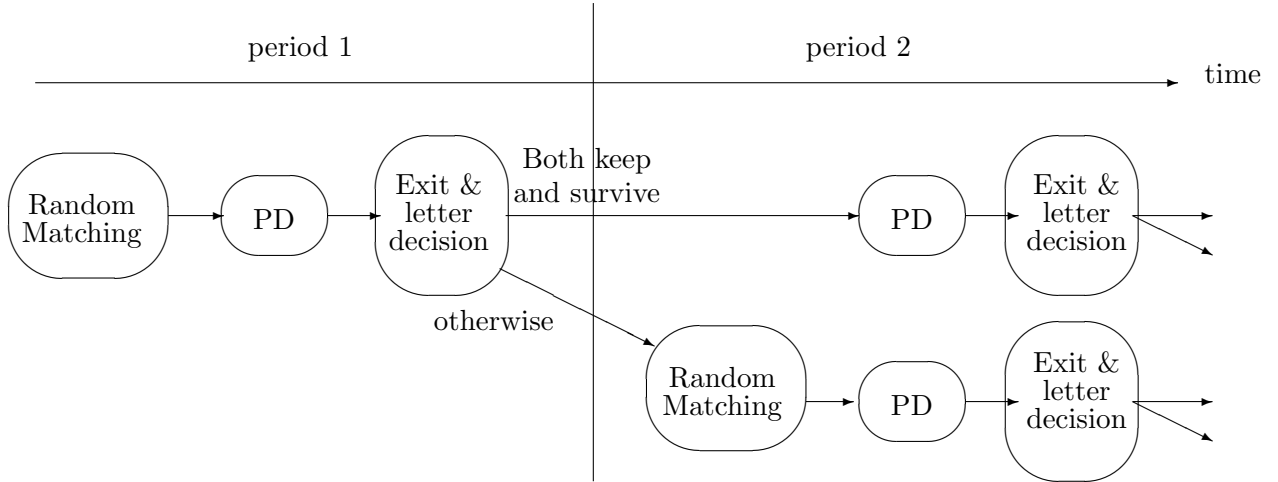 period 1
period 2
time
Random
Matching
PD
Exit &
letter
decision
Both keep
and survive
PD
Exit &
letter
decision
otherwise
Random
Matching
PD
Exit &
letter
decision